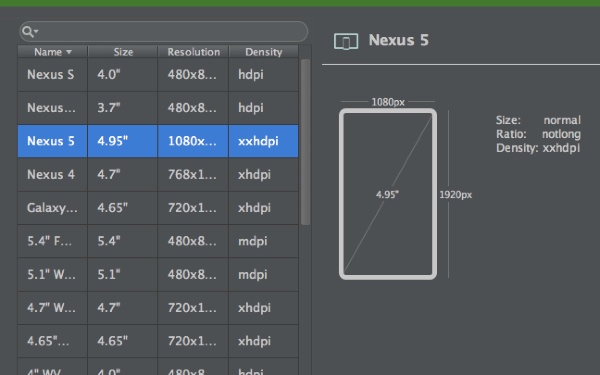 Name Size Resolution Density
Nexus S 4.0" 480x8... hdpi
Nexus... 3.7" 480x8... hdpi
Nexus 5 4.95" 1080x... xxhdpi
Nexus 4 4.7" 768x1... xhdpi
Galaxy... 4.65" 720x1... xhdpi
5.4" F... 5.4" 480x8... mdpi
5.1" W... 5.1" 480x8... mdpi
4.7" W... 4.7" 720x1... xhdpi
4.65"... 4.65" 720x1... xhdpi
4" WV... 4.0" 480x8... hdpi
Nexus 5
1080px
4.95"
1920px
Size: normal
Ratio: notlong
Density: xxhdpi